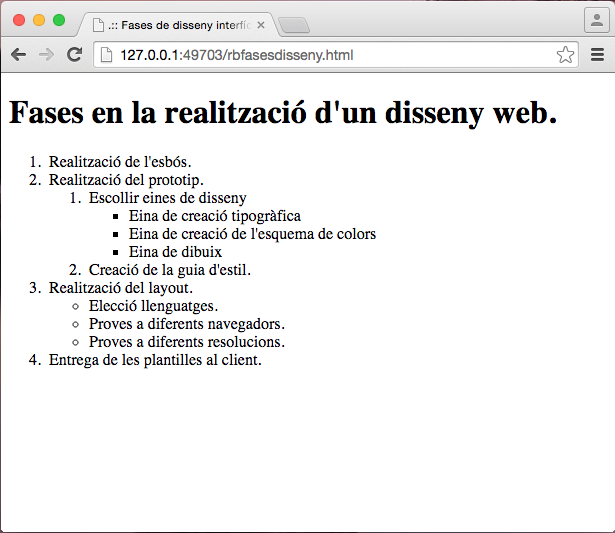 .:: Fases de disseny interfíc
127.0.0.1:49703/rbfasesdisseny.html
Fases en la realització d'un disseny web.
1. Realització de l'esbós.
2. Realització del prototip.
1. Escollir eines de disseny
Eina de creació tipogràfica
Eina de creació de l'esquema de colors
Eina de dibuix
2. Creació de la guia d'estil.
3. Realització del layout.
Elecció llenguatges.
Proves a diferents navegadors.
Proves a diferents resolucions.
4. Entrega de les plantilles al client.